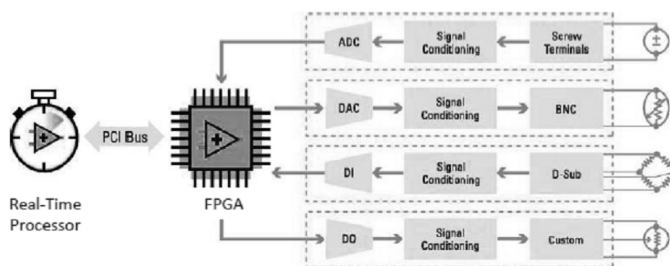 ADC
Signal
Conditioning
Screw
Terminals
DAC
Signal
Conditioning
BNC
PCI Bus
DI
Signal
Conditioning
D-Sub
Real-Time
Processor
FPGA
DO
Signal
Conditioning
Custom